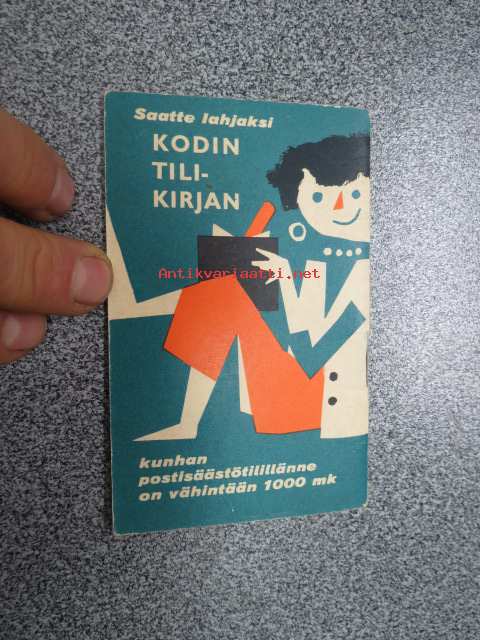 Saatte lahjaksi
KODIN
TILI-
KIRJAN
Antikvariaatti.net
kunhan
postisäästötilillänne
on vähintään 1000 mk